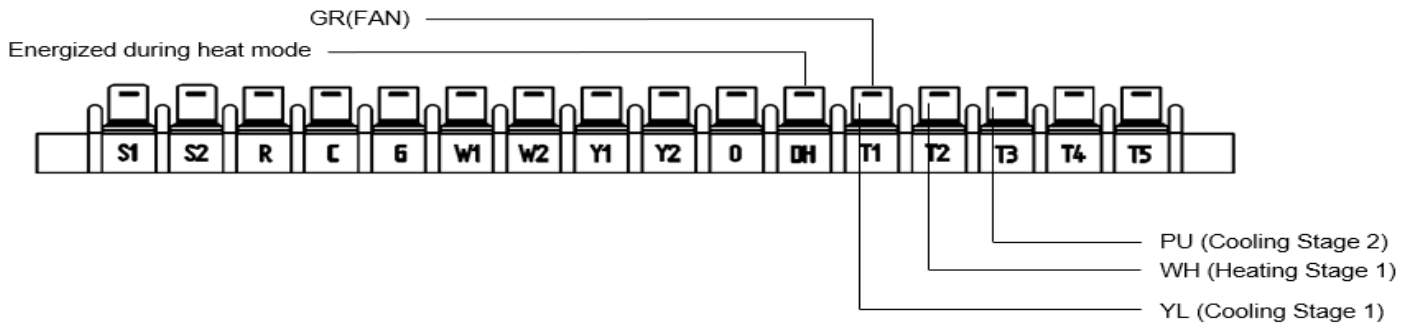 GR(FAN)
Energized during heat mode
S1 S2 R C G W1 W2 Y1 Y2 O DH T1 T2 T3 T4 T5
PU (Cooling Stage 2)
WH (Heating Stage 1)
YL (Cooling Stage 1)